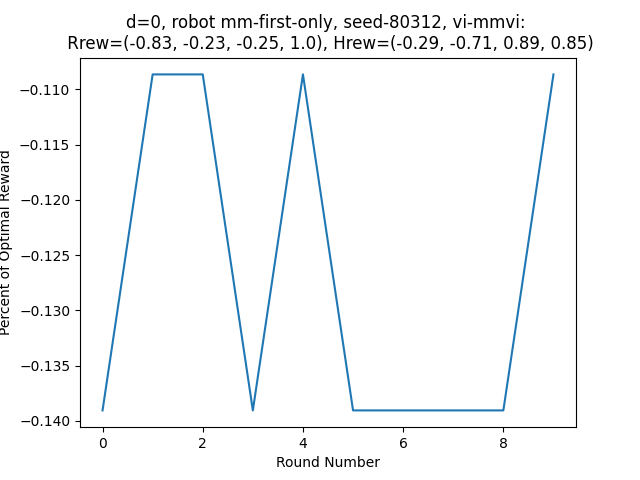 d=0, robot mm-first-only, seed-80312, vi-mmvi:
Rrew=(-0.83, -0.23, -0.25, 1.0), Hrew=(-0.29, -0.71, 0.89, 0.85)
−0.110
−0.115
−0.120
−0.125
−0.130
−0.135
−0.140
Percent of Optimal Reward
0 2 4 6 8
Round Number